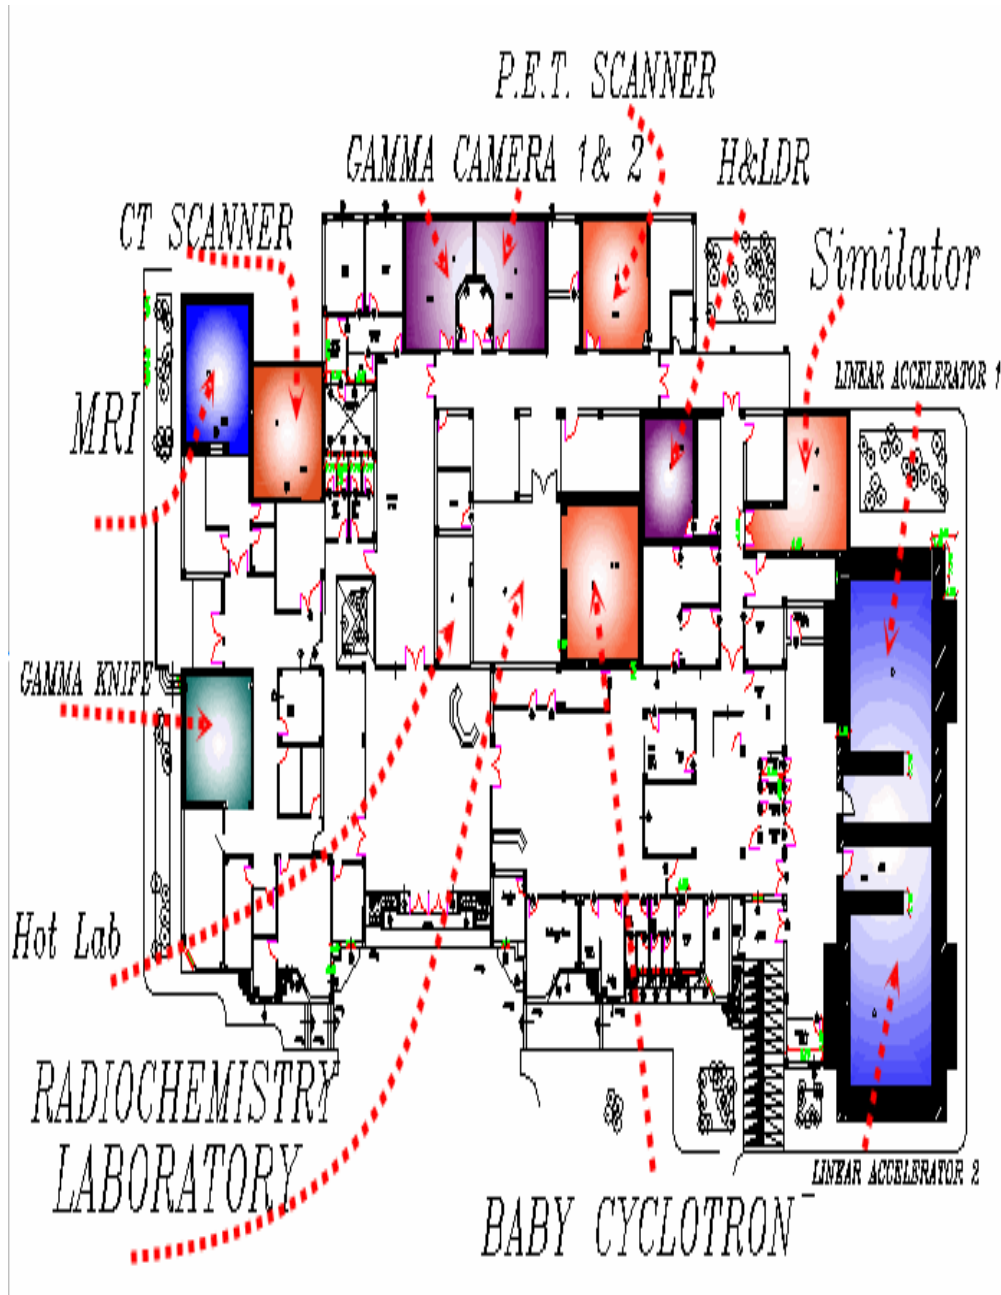 P.E.T. SCANNER
GAMMA CAMERA 1& 2
H&LDR
CT SCANNER
Similator
LINEAR ACCELERATOR 1
MRI
GAMMA KNIFE
Hot Lab
RADIOCHEMISTRY
LABORATORY
LINEAR ACCELERATOR 2
BABY CYCLOTRON